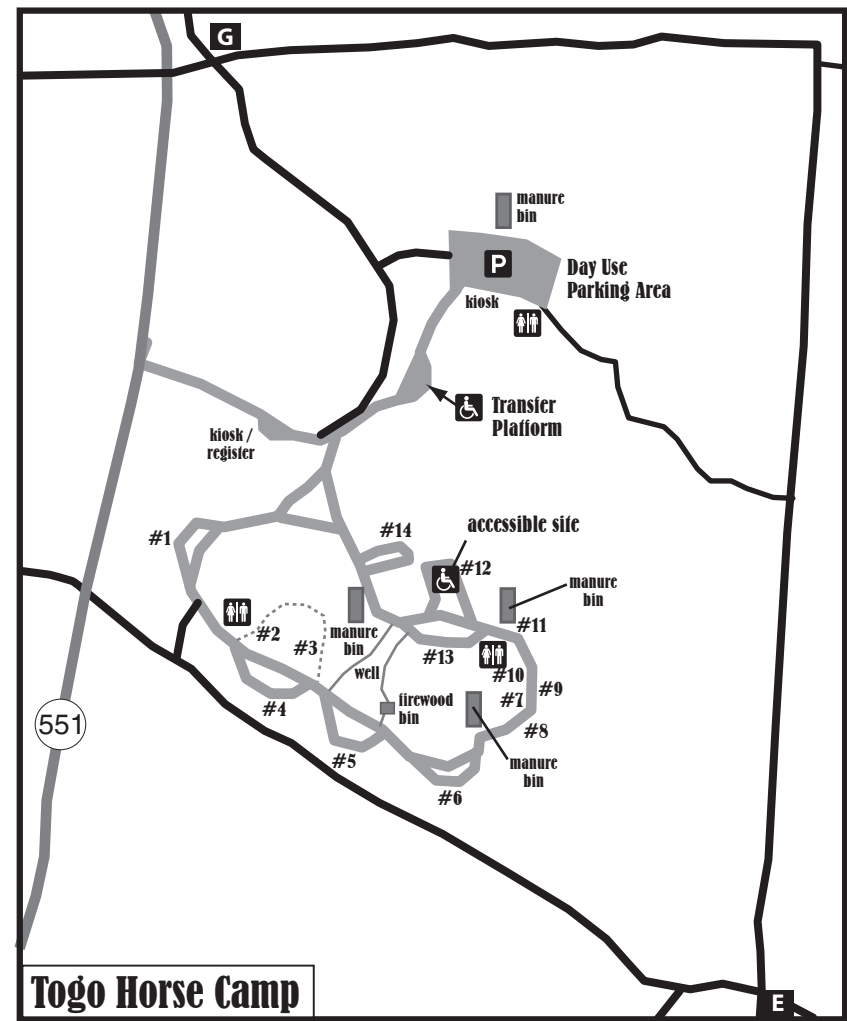 G
manure
bin
P
Day Use
Parking Area
kiosk
Transfer
Platform
kiosk /
register
#1
#14
accessible site
#12
manure
bin
#11
#2
#3
manure
bin
#13
well
#10
#9
#7
#4
firewood
bin
#8
551
#5
manure
bin
#6
Togo Horse Camp
E